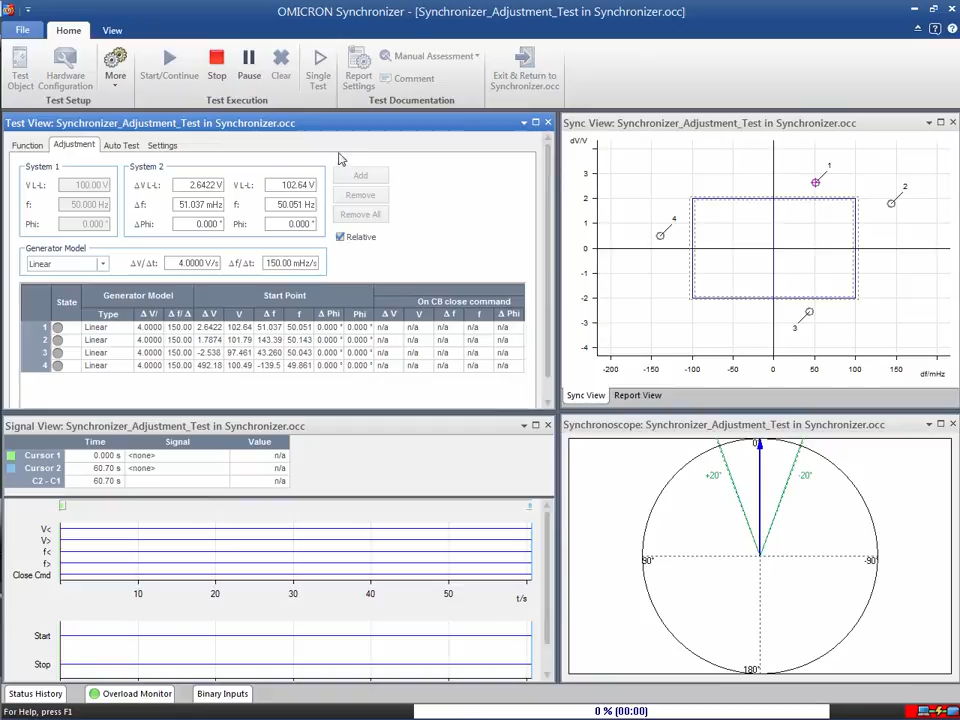 OMICRON Synchronizer - [Synchronizer_Adjustment_Test in Synchronizer.occ]
File Home View
Test Object
Hardware Configuration
More
Test Setup
Start/Continue
Stop
Pause
Clear
Single Test
Test Execution
Report Settings
Manual Assessment
Comment
Test Documentation
Exit & Return to Synchronizer.occ
Test View: Synchronizer_Adjustment_Test in Synchronizer.occ
Function Adjustment Auto Test Settings
System 1
V L-L: 100.00 V
f: 50.000 Hz
Phi: 0.000 °
System 2
Δ V L-L: 2.6422 V V L-L: 102.64 V
Δ f: 51.037 mHz f: 50.051 Hz
ΔPhi: 0.000 ° Phi: 0.000 °
Add
Remove
Remove All
Relative
Generator Model
Linear ΔV/Δt: 4.0000 V/s Δf/Δt: 150.00 mHz/s
State Generator Model Start Point On CB close command
Type Δ V/ Δ f/ Δ Δ V V Δ f f Δ Phi Phi Δ V V Δ f f Δ Phi
1 Linear 4.0000 150.00 2.6422 102.64 51.037 50.051 0.000 ° 0.000 ° n/a n/a n/a n/a n/a
2 Linear 4.0000 150.00 1.7874 101.79 143.39 50.143 0.000 ° 0.000 ° n/a n/a n/a n/a n/a
3 Linear 4.0000 150.00 -2.538 97.461 43.260 50.043 0.000 ° 0.000 ° n/a n/a n/a n/a n/a
4 Linear 4.0000 150.00 492.18 100.49 -139.5 49.861 0.000 ° 0.000 ° n/a n/a n/a n/a n/a
Sync View: Synchronizer_Adjustment_Test in Synchronizer.occ
dV/V
3
2
1
0
-1
-2
-3
-4
1
2
4
3
-200 -150 -100 -50 0 50 100 150
df/mHz
Sync View Report View
Signal View: Synchronizer_Adjustment_Test in Synchronizer.occ
Time Signal Value
Cursor 1 0.000 s <none> n/a
Cursor 2 60.70 s <none> n/a
C2 - C1 60.70 s n/a
V<
V>
f<
f>
Close Cmd
10 20 30 40 50
t/s
Start
Stop
Synchronoscope: Synchronizer_Adjustment_Test in Synchronizer.occ
0°
+20° -20°
90° -90°
180°
Status History Overload Monitor Binary Inputs
For Help, press F1
0 % (00:00)